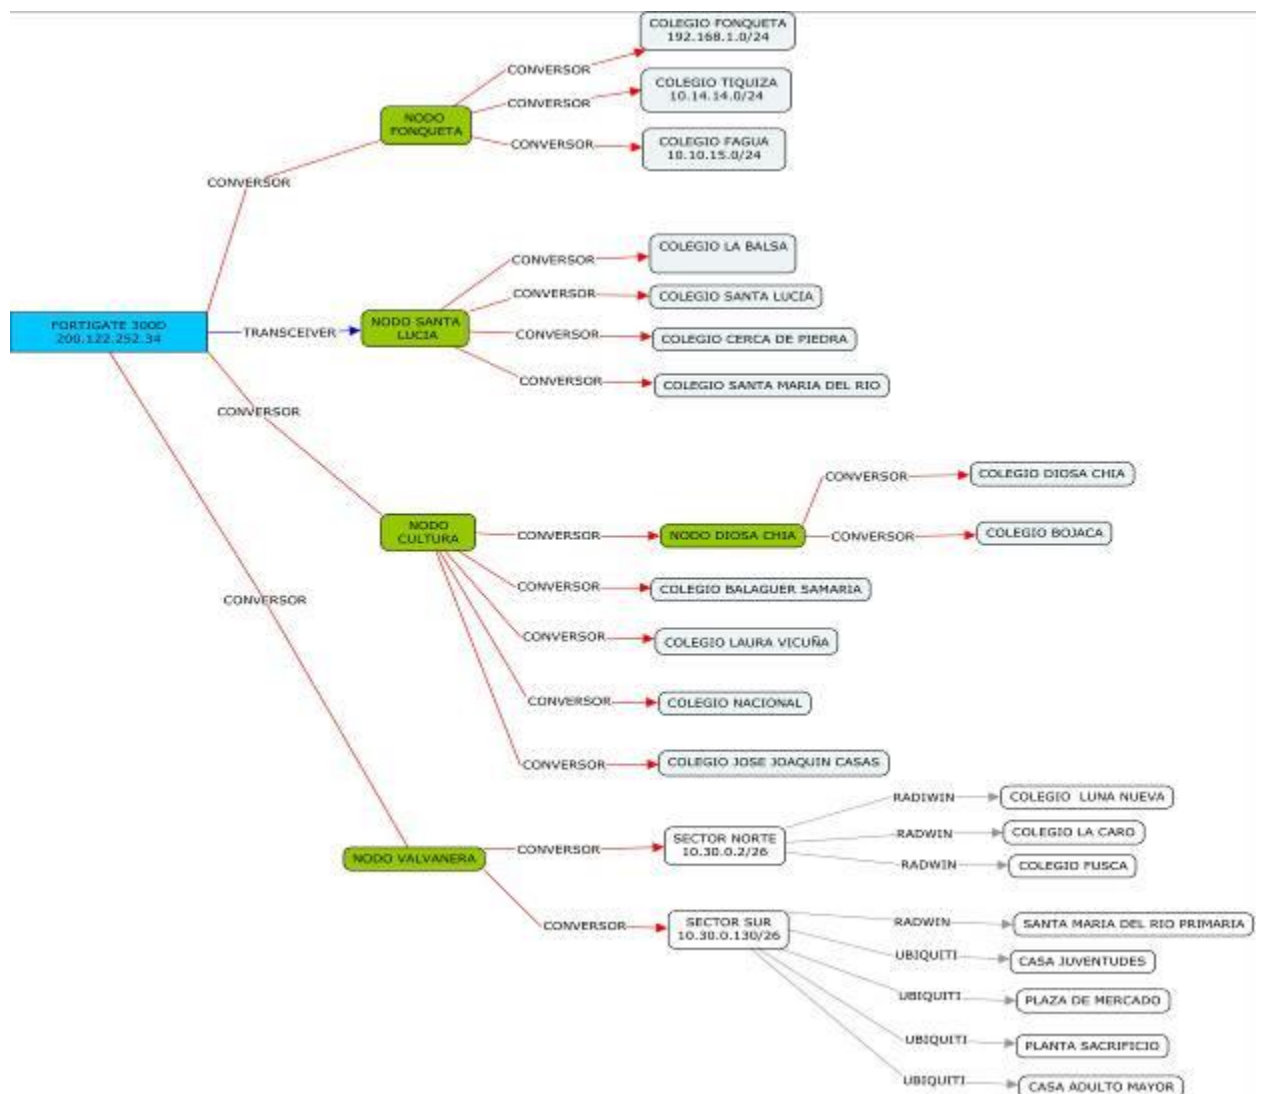 COLEGIO FONQUETA
192.168.1.0/24
CONVERSOR
COLEGIO TIQUIZA
10.14.14.0/24
CONVERSOR
NODO
FONQUETA
COLEGIO FAGUA
10.10.15.0/24
CONVERSOR
CONVERSOR
COLEGIO LA BALSA
CONVERSOR
COLEGIO SANTA LUCIA
CONVERSOR
FORTIGATE 300D
200.122.252.34
TRANSCEIVER
NODO SANTA
LUCIA
CONVERSOR
COLEGIO CERCA DE PIEDRA
CONVERSOR
COLEGIO SANTA MARIA DEL RIO
CONVERSOR
CONVERSOR
COLEGIO DIOSA CHIA
NODO
CULTURA
CONVERSOR
NODO DIOSA CHIA
CONVERSOR
COLEGIO BOJACA
CONVERSOR
COLEGIO BALAGUER SAMARIA
CONVERSOR
CONVERSOR
COLEGIO LAURA VICUÑA
CONVERSOR
COLEGIO NACIONAL
CONVERSOR
COLEGIO JOSE JOAQUIN CASAS
RADIWIN
COLEGIO LUNA NUEVA
NODO VALVANERA
CONVERSOR
SECTOR NORTE
10.30.0.2/26
RADWIN
COLEGIO LA CARO
RADWIN
COLEGIO FUSCA
CONVERSOR
SECTOR SUR
10.30.0.130/26
RADWIN
SANTA MARIA DEL RIO PRIMARIA
UBIQUITI
CASA JUVENTUDES
UBIQUITI
PLAZA DE MERCADO
UBIQUITI
PLANTA SACRIFICIO
UBIQUITI
CASA ADULTO MAYOR